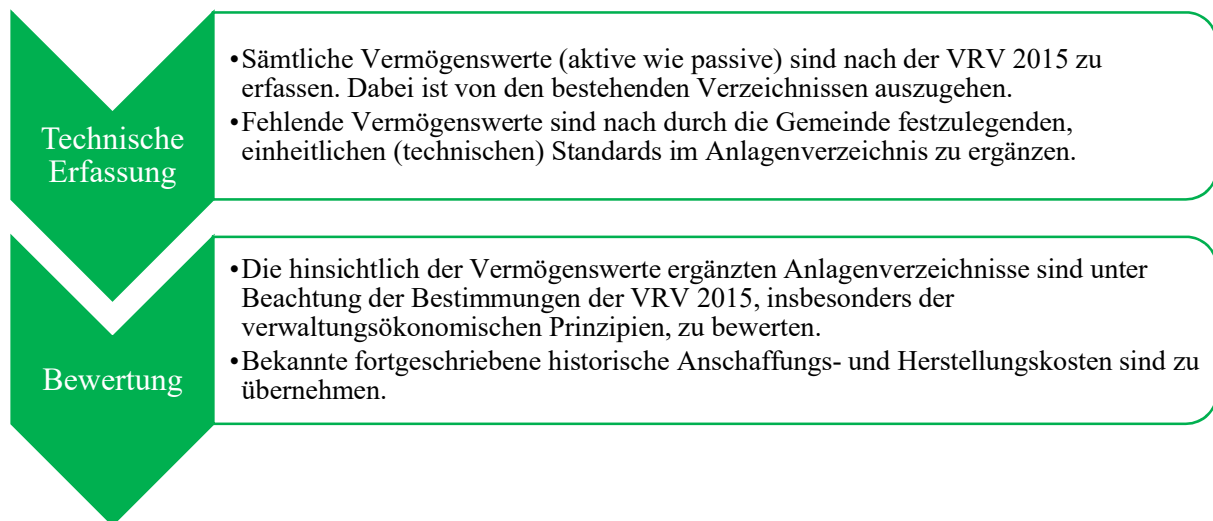 Technische
Erfassung
•Sämtliche Vermögenswerte (aktive wie passive) sind nach der VRV 2015 zu
erfassen. Dabei ist von den bestehenden Verzeichnissen auszugehen.
•Fehlende Vermögenswerte sind nach durch die Gemeinde festzulegenden,
einheitlichen (technischen) Standards im Anlagenverzeichnis zu ergänzen.
Bewertung
•Die hinsichtlich der Vermögenswerte ergänzten Anlagenverzeichnisse sind unter
Beachtung der Bestimmungen der VRV 2015, insbesonders der
verwaltungsökonomischen Prinzipien, zu bewerten.
•Bekannte fortgeschriebene historische Anschaffungs- und Herstellungskosten sind zu
übernehmen.